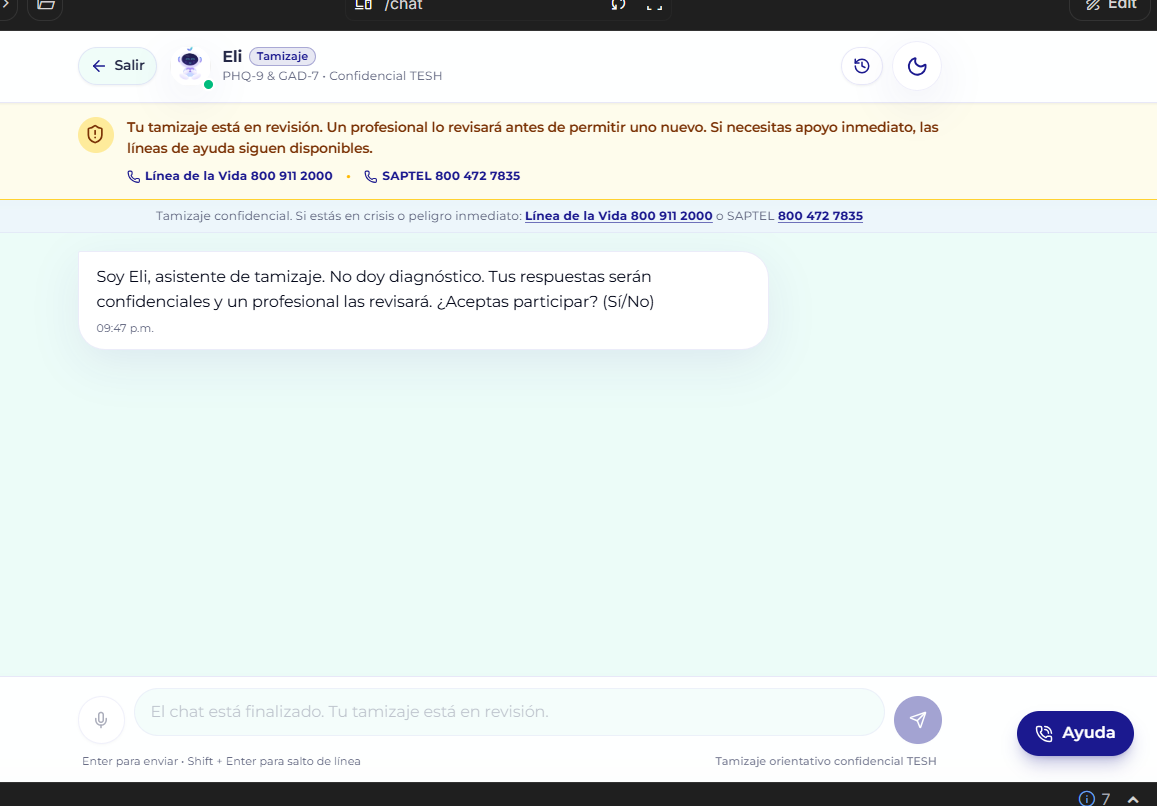 /chat
Edit
Salir
Eli Tamizaje
PHQ-9 & GAD-7 • Confidencial TESH
Tu tamizaje está en revisión. Un profesional lo revisará antes de permitir uno nuevo. Si necesitas apoyo inmediato, las
líneas de ayuda siguen disponibles.
Línea de la Vida 800 911 2000 • SAPTEL 800 472 7835
Tamizaje confidencial. Si estás en crisis o peligro inmediato: Línea de la Vida 800 911 2000 o SAPTEL 800 472 7835
Soy Eli, asistente de tamizaje. No doy diagnóstico. Tus respuestas serán
confidenciales y un profesional las revisará. ¿Aceptas participar? (Sí/No)
09:47 p.m.
El chat está finalizado. Tu tamizaje está en revisión.
Ayuda
Enter para enviar • Shift + Enter para salto de línea
Tamizaje orientativo confidencial TESH
7